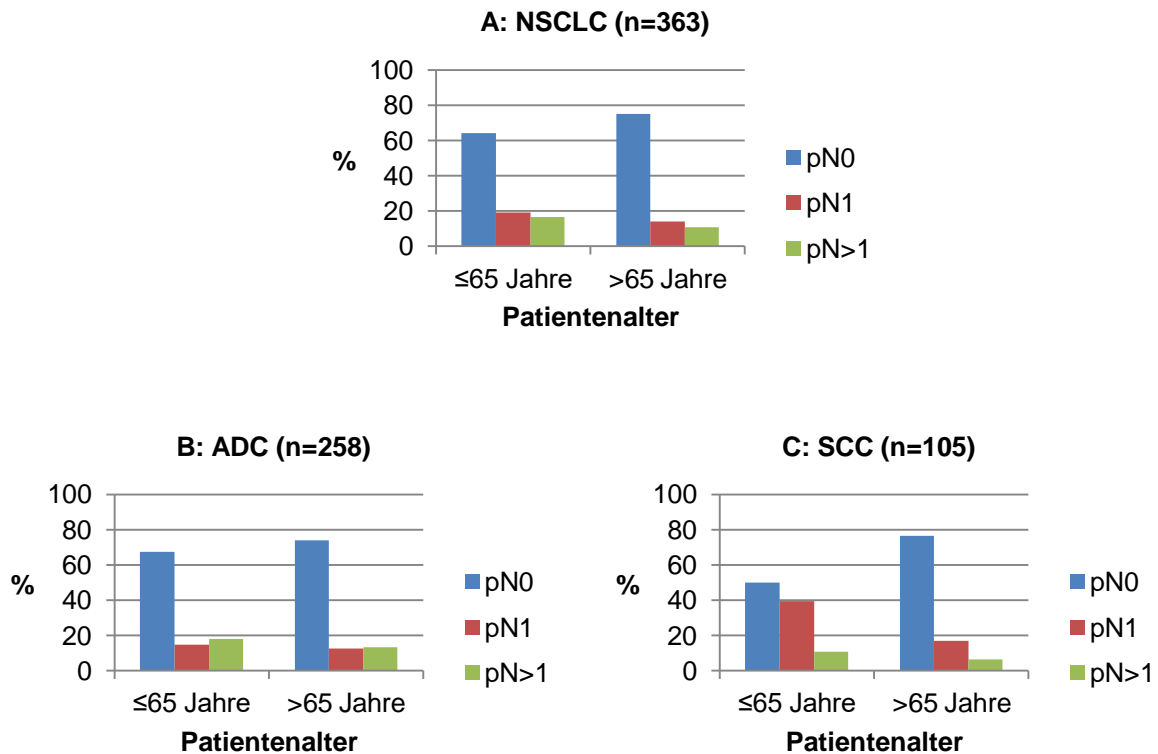 A: NSCLC (n=363)
100
80
60
40
20
0
%
≤65 Jahre >65 Jahre
Patientenalter
pN0
pN1
pN>1
B: ADC (n=258)
100
80
60
40
20
0
%
≤65 Jahre >65 Jahre
Patientenalter
pN0
pN1
pN>1
C: SCC (n=105)
100
80
60
40
20
0
%
≤65 Jahre >65 Jahre
Patientenalter
pN0
pN1
pN>1